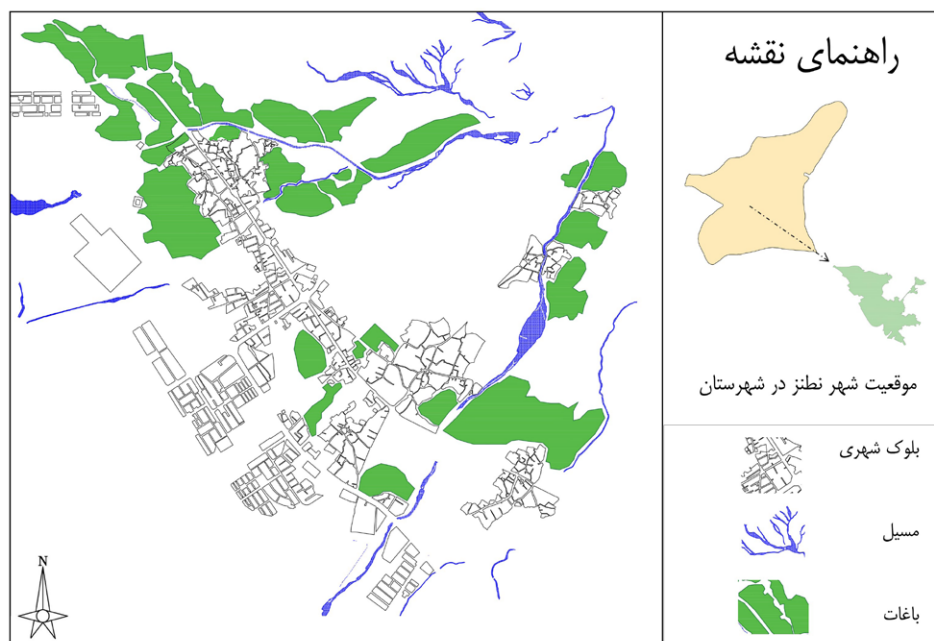 راهنمای نقشه
موقعیت شهر نطنز در شهرستان
بلوک شهری
مسیل
باغات
N